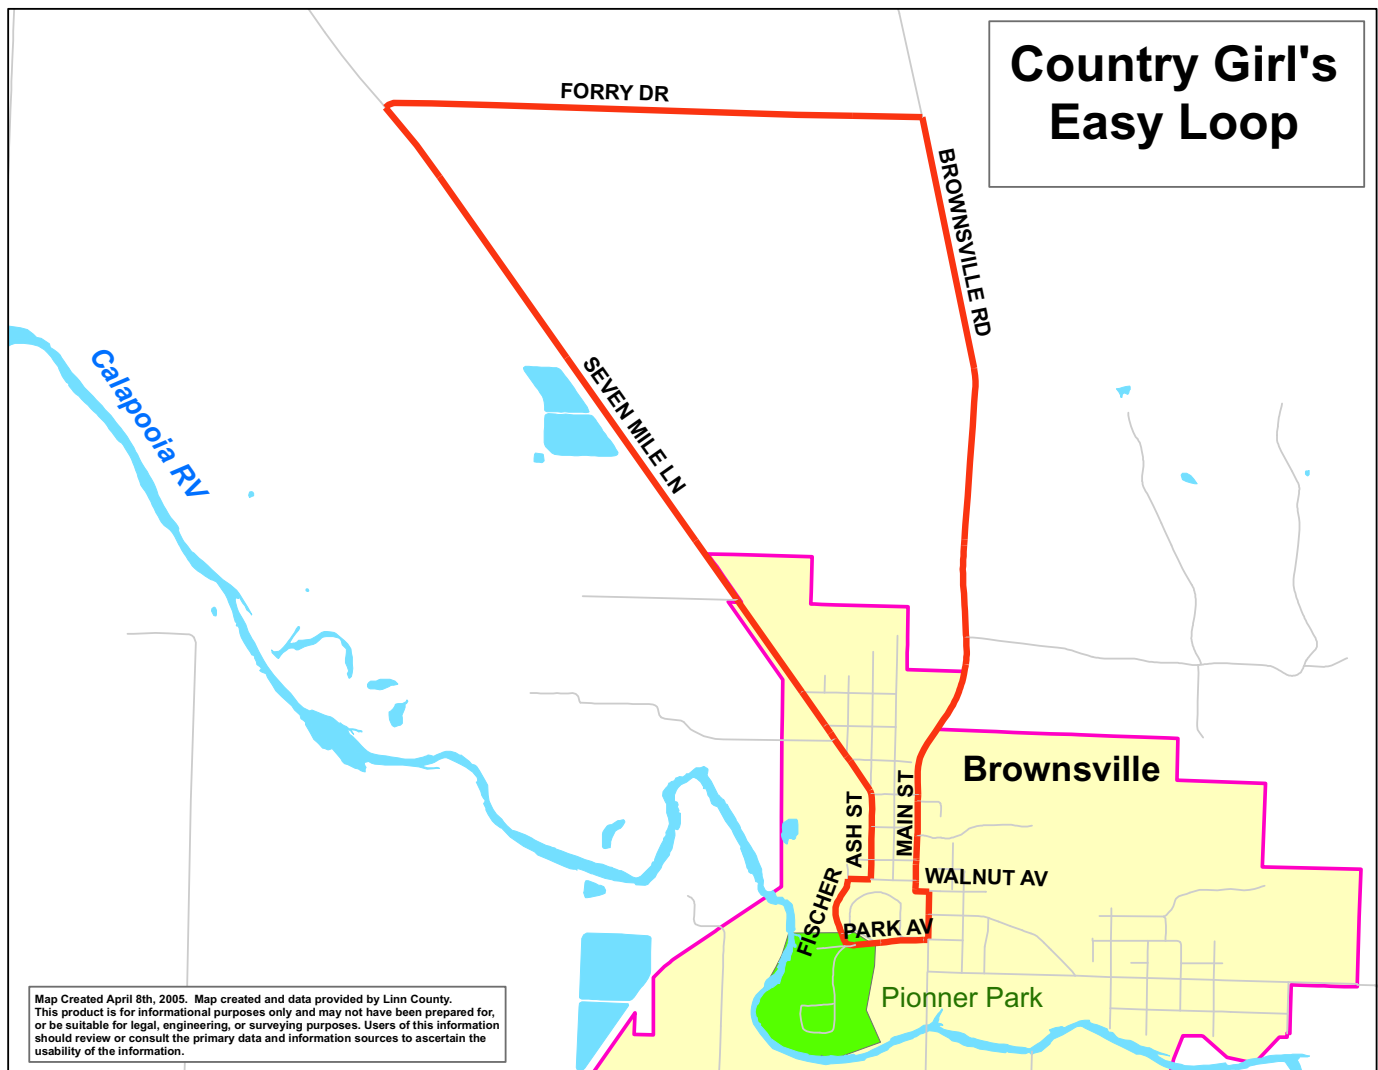 Country Girl's
Easy Loop
FORRY DR
BROWNSVILLE RD
Calapooia RV
SEVEN MILE LN
Brownsville
ASH ST
MAIN ST
WALNUT AV
FISCHER
PARK AV
Pionner Park
Map Created April 8th, 2005.  Map created and data provided by Linn County.
This product is for informational purposes only and may not have been prepared for,
or be suitable for legal, engineering, or surveying purposes. Users of this information
should review or consult the primary data and information sources to ascertain the
usability of the information.